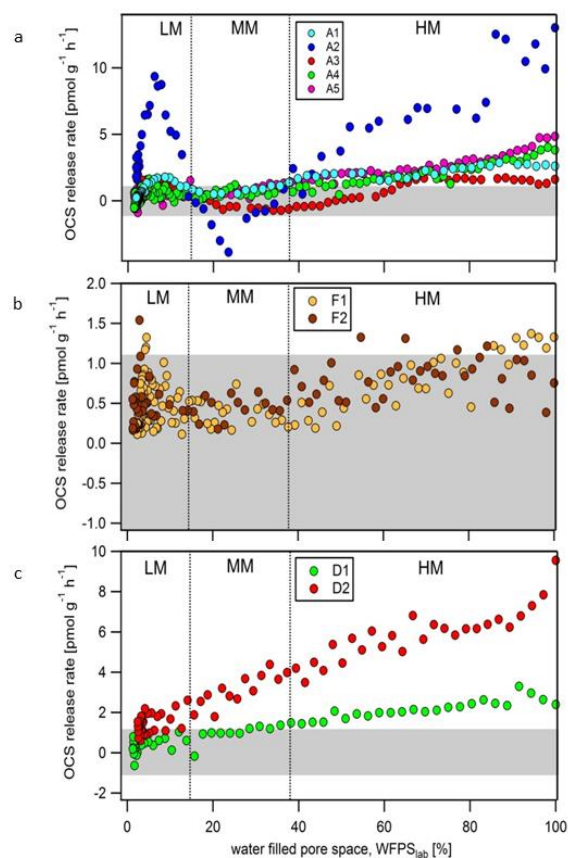 a
LM MM HM
A1
A2
A3
A4
A5
OCS release rate [pmol g⁻¹ h⁻¹]
10
5
0
b
LM MM HM
F1
F2
OCS release rate [pmol g⁻¹ h⁻¹]
2.0
1.5
1.0
0.5
0.0
-0.5
-1.0
c
LM MM HM
D1
D2
OCS release rate [pmol g⁻¹ h⁻¹]
10
8
6
4
2
0
-2
0 20 40 60 80 100
water filled pore space, WFPSlab [%]